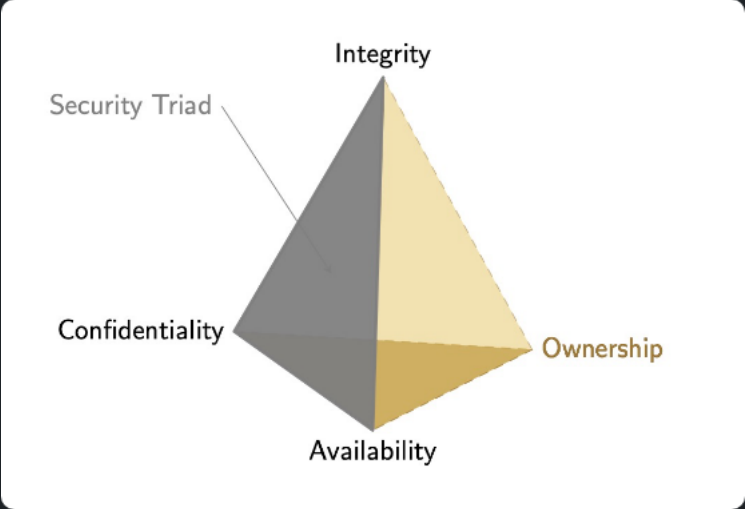 Integrity
Security Triad
Confidentiality
Ownership
Availability